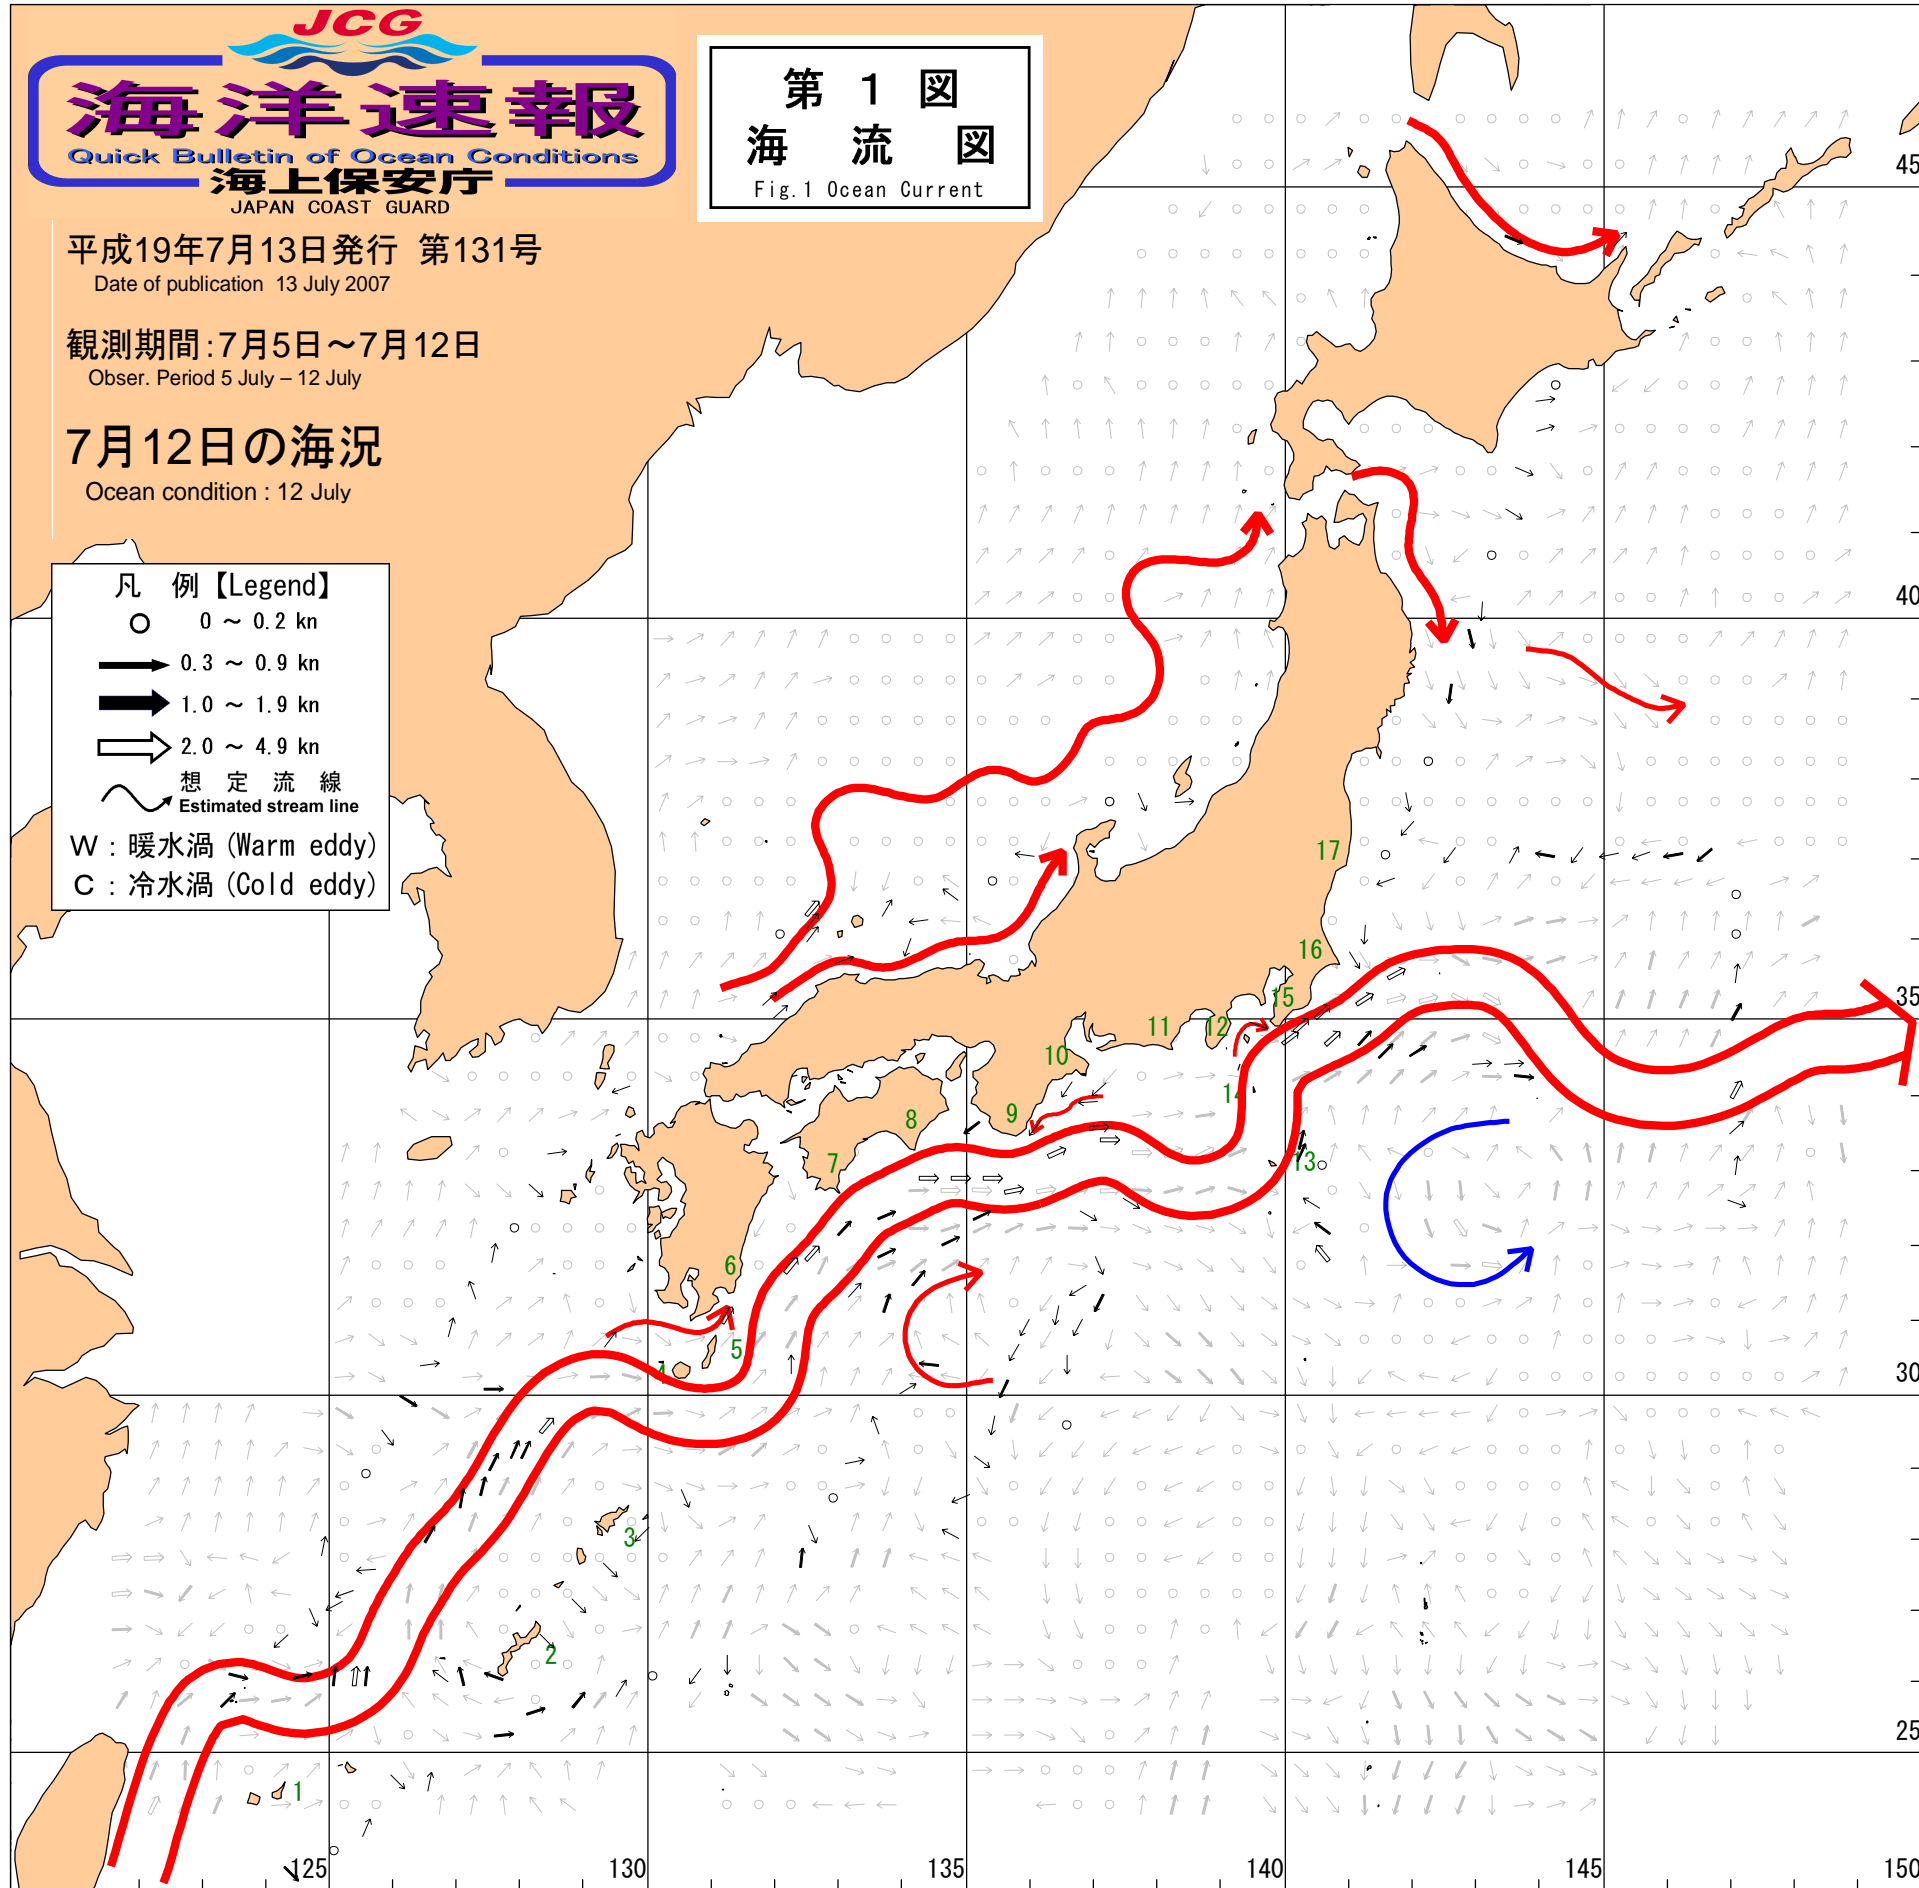 JCG
海洋速報
Quick Bulletin of Ocean Conditions
海上保安庁
JAPAN COAST GUARD
第 1 図
海 流 図
Fig.1 Ocean Current
平成19年7月13日発行 第131号
Date of publication 13 July 2007
観測期間:7月5日～7月12日
Obser. Period 5 July – 12 July
7月12日の海況
Ocean condition : 12 July
凡 例【Legend】
0 ～ 0.2 kn
0.3 ～ 0.9 kn
1.0 ～ 1.9 kn
2.0 ～ 4.9 kn
想 定 流 線
Estimated stream line
W : 暖水渦 (Warm eddy)
C : 冷水渦 (Cold eddy)
45
40
35
30
25
17
16
15
14
13
12
11
10
9
8
7
6
5
4
3
2
1
125
130
135
140
145
150